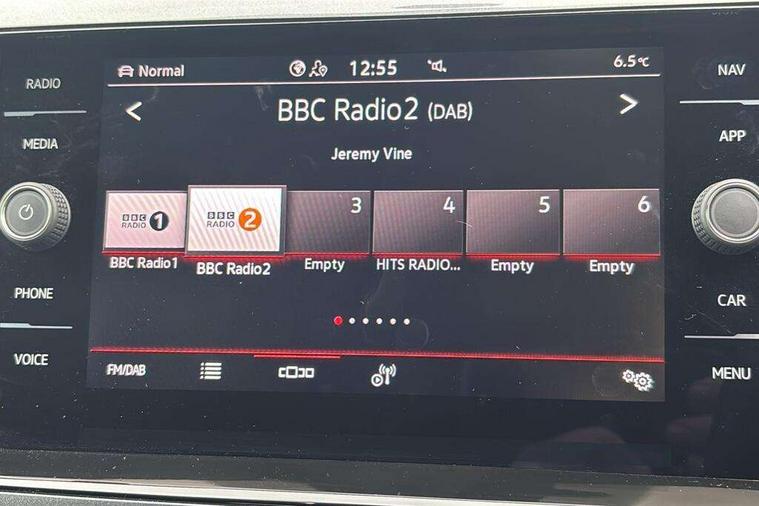 RADIO
MEDIA
PHONE
VOICE
Normal 12:55 6.5°C
BBC Radio2 (DAB)
Jeremy Vine
BBC RADIO 1
BBC RADIO 2
3
4
5
6
BBC Radio1
BBC Radio2
Empty
HITS RADIO...
Empty
Empty
FM/DAB
NAV
APP
CAR
MENU